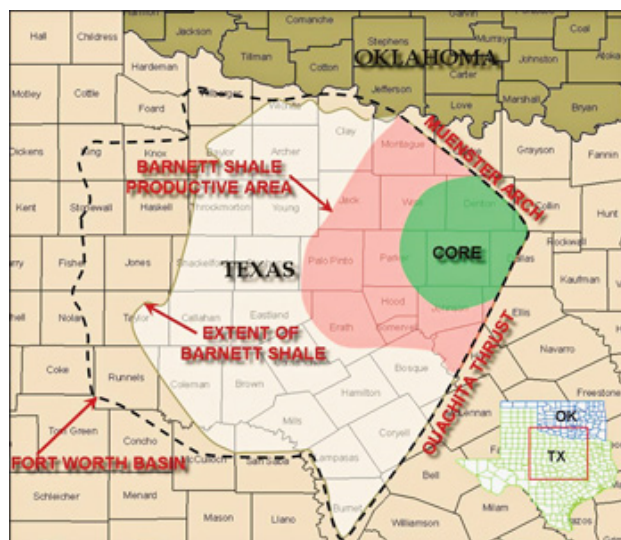 Harmon
Jackson
Comanche
Stephens
Garvin
Murray
Coal
Atoka
Hall
Childress
Tillman
Cotton
OKLAHOMA
Carter
Johnston
Hardeman
Jefferson
Love
Marshall
Bryan
Motley
Cottle
Foard
Wilbarger
Wichita
Clay
Montague
MUENSTER ARCH
Grayson
Fannin
Dickens
King
Knox
Baylor
Archer
BARNETT SHALE
PRODUCTIVE AREA
Jack
Wise
Denton
Collin
Hunt
Kent
Stonewall
Haskell
Throckmorton
Young
Rockwall
CORE
Fisher
Jones
Shackelford
TEXAS
Palo Pinto
Parker
Dallas
Kaufman
Nolan
Taylor
Callahan
Eastland
Hood
Johnson
Ellis
EXTENT OF
BARNETT SHALE
Erath
Somervell
OUACHITA THRUST
Navarro
Coke
Runnels
Coleman
Brown
Bosque
Hamilton
Freestone
Mills
Coryell
OK
TX
Tom Green
Concho
FORT WORTH BASIN
McCulloch
San Saba
Lampasas
Bell
Schleicher
Menard
Mason
Llano
Burnet
Williamson
Milam